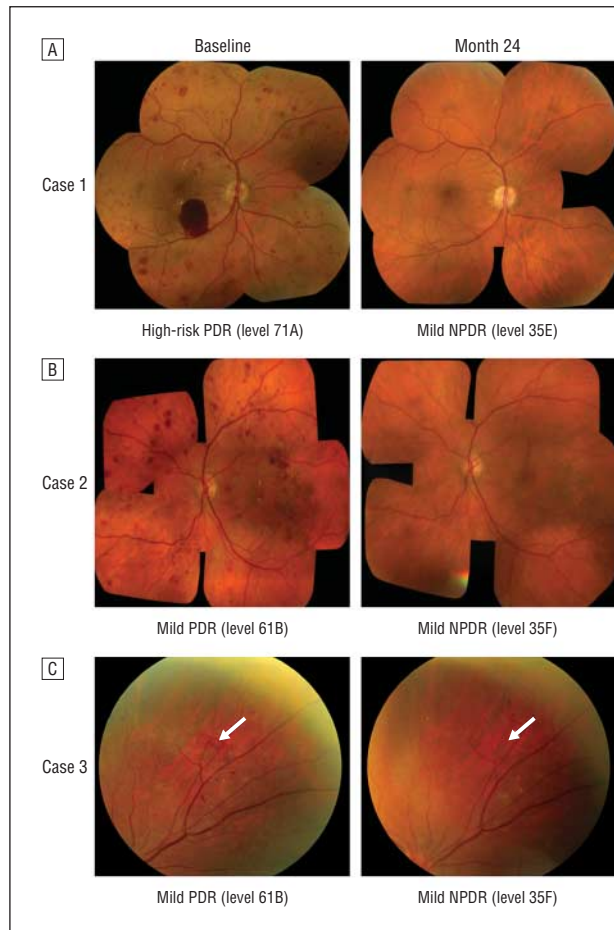 A
Baseline
Month 24
Case 1
High-risk PDR (level 71A)
Mild NPDR (level 35E)
B
Case 2
Mild PDR (level 61B)
Mild NPDR (level 35F)
C
Case 3
Mild PDR (level 61B)
Mild NPDR (level 35F)